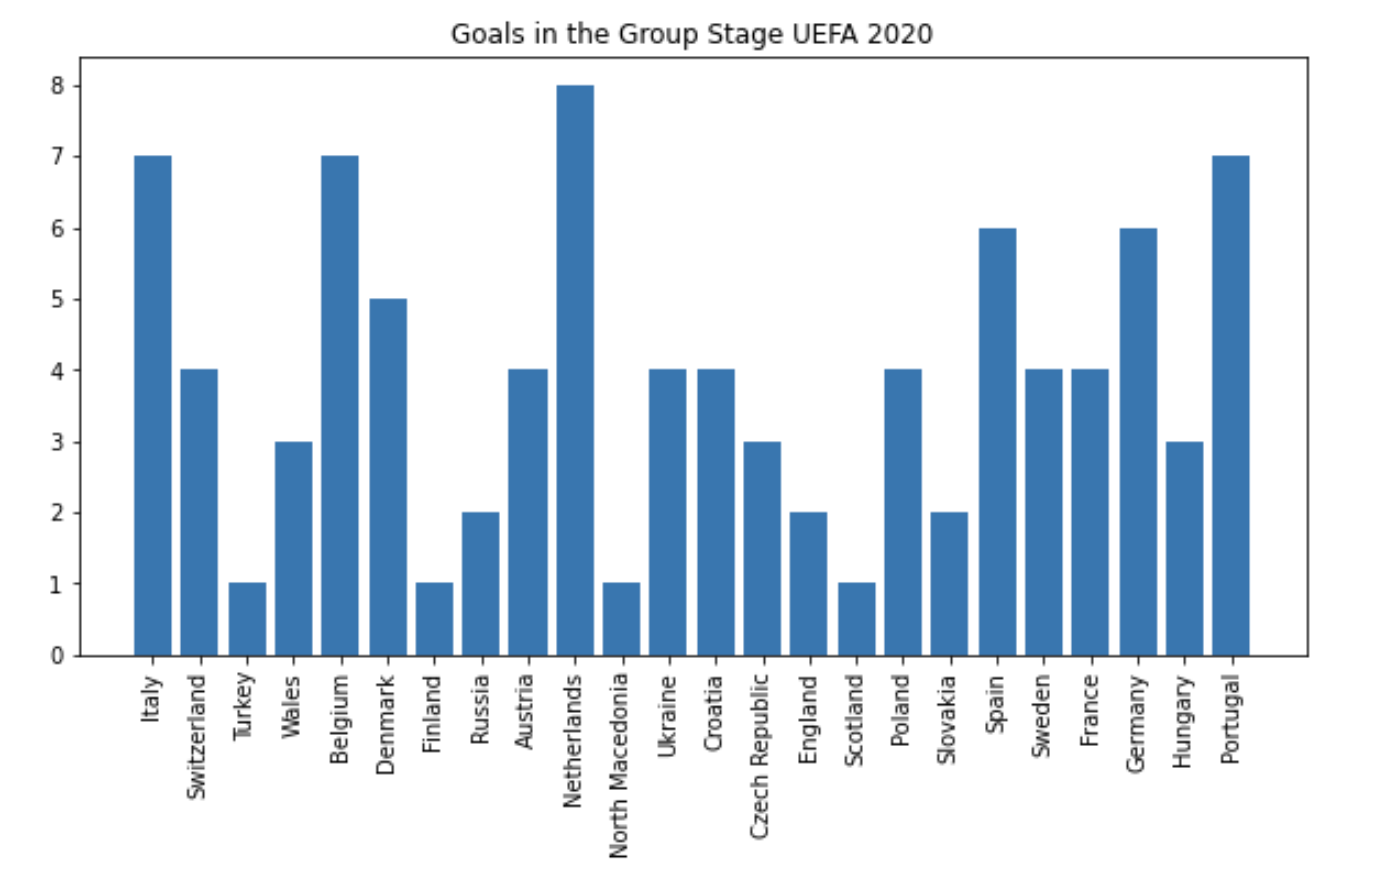 Goals in the Group Stage UEFA 2020
8
7
6
5
4
3
2
1
0
Italy
Switzerland
Turkey
Wales
Belgium
Denmark
Finland
Russia
Austria
Netherlands
North Macedonia
Ukraine
Croatia
Czech Republic
England
Scotland
Poland
Slovakia
Spain
Sweden
France
Germany
Hungary
Portugal